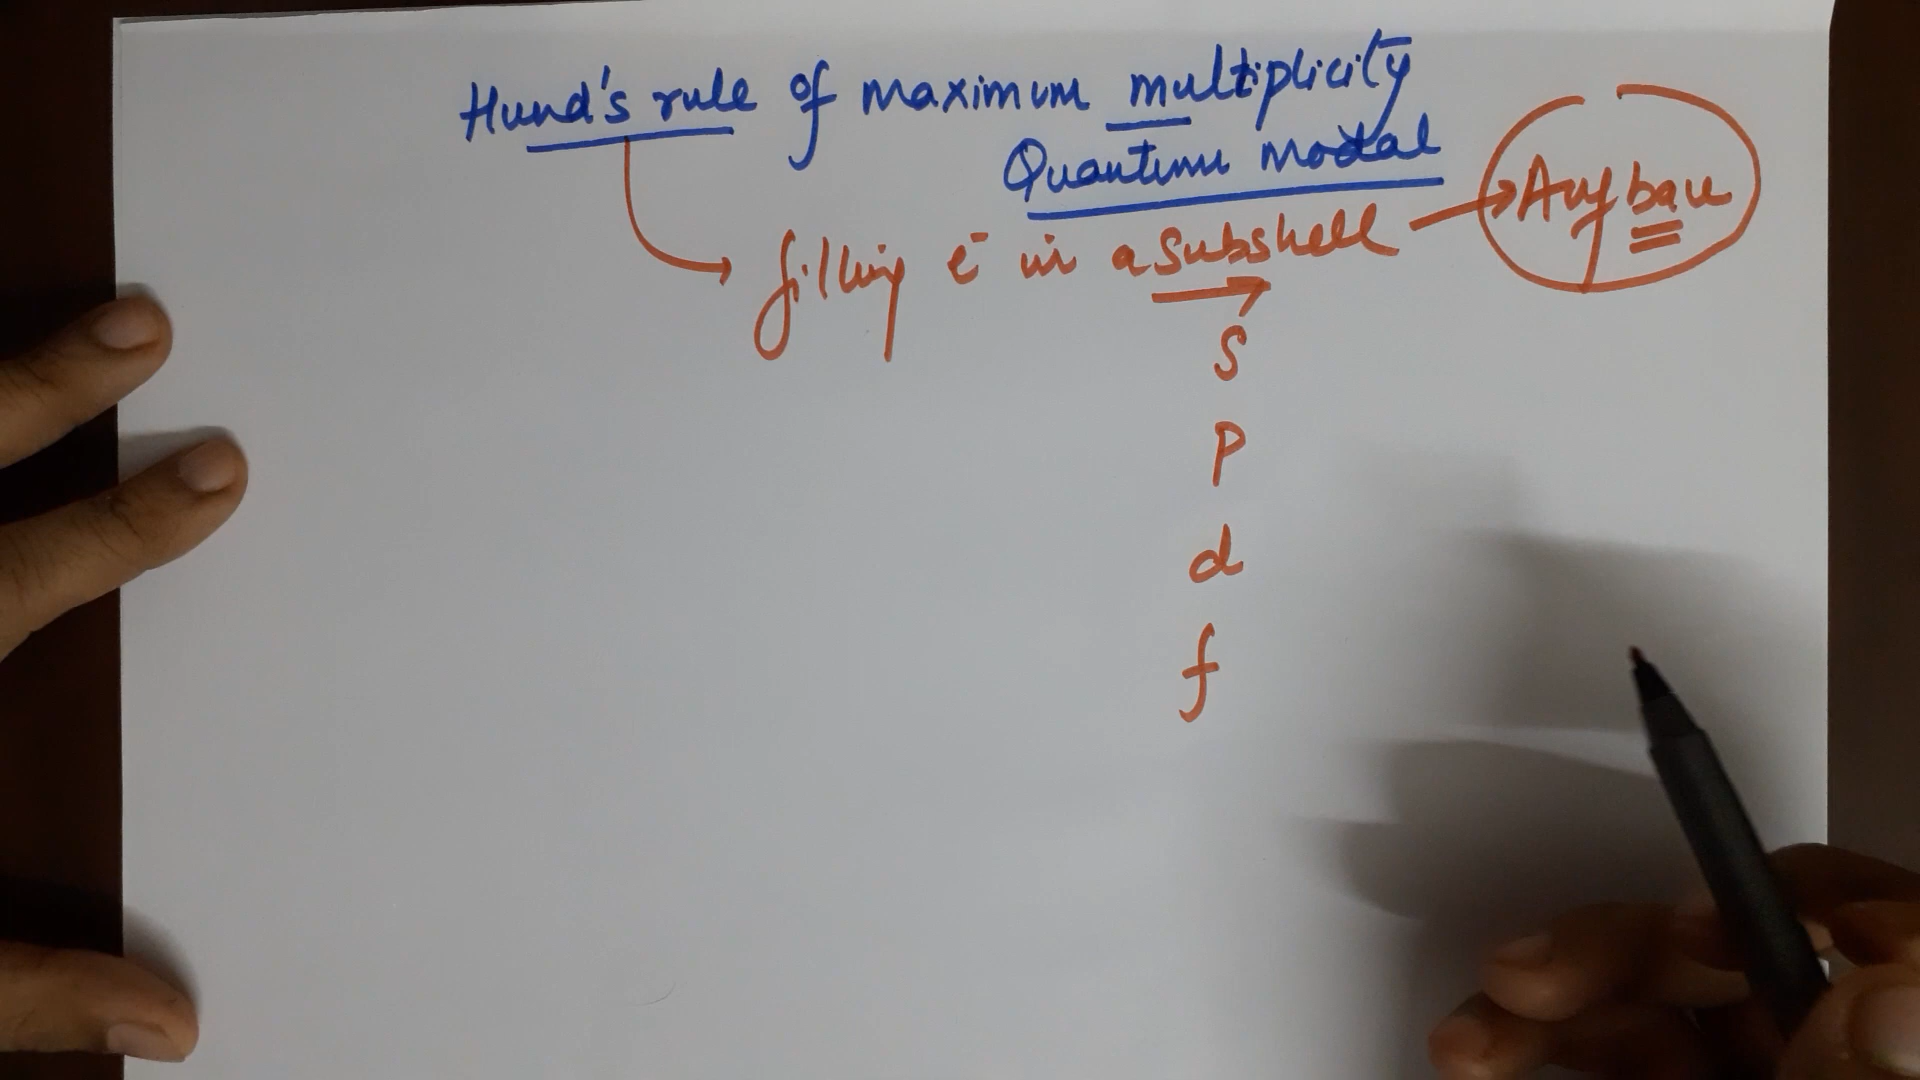 Hund's rule of maximum multiplicity
Quantum Modal
filling e⁻ in a subshell → Aufbau
s
p
d
f